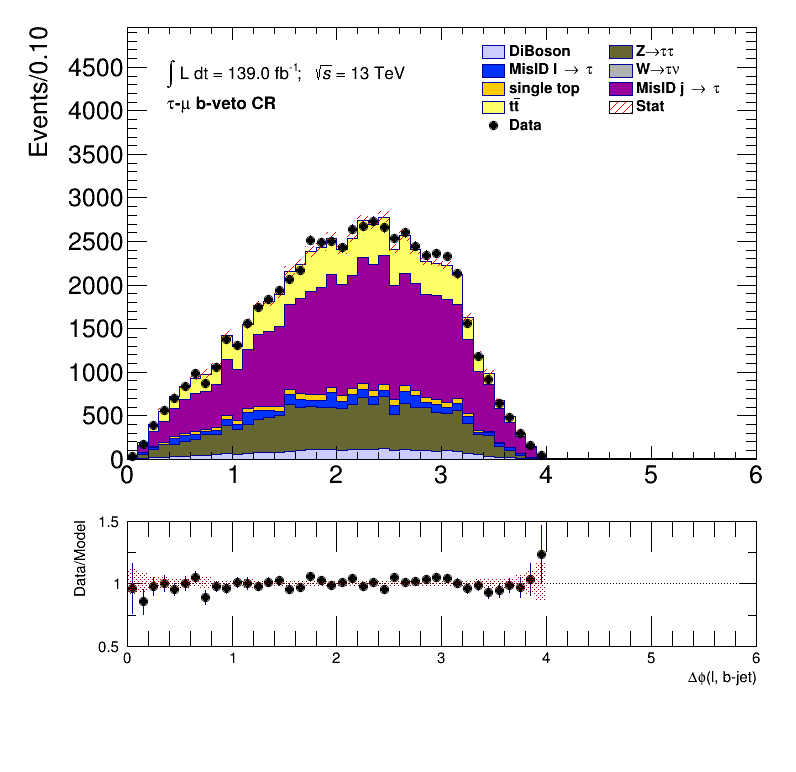 Events/0.10
4500
4000
3500
3000
2500
2000
1500
1000
500
0
∫ L dt = 139.0 fb⁻¹; √s = 13 TeV
τ-μ b-veto CR
DiBoson
MisID l → τ
single top
tt̄
Data
Z→ττ
W→τν
MisID j → τ
Stat
0 1 2 3 4 5 6
Data/Model
1.5
1
0.5
0 1 2 3 4 5 6
Δϕ(l, b-jet)